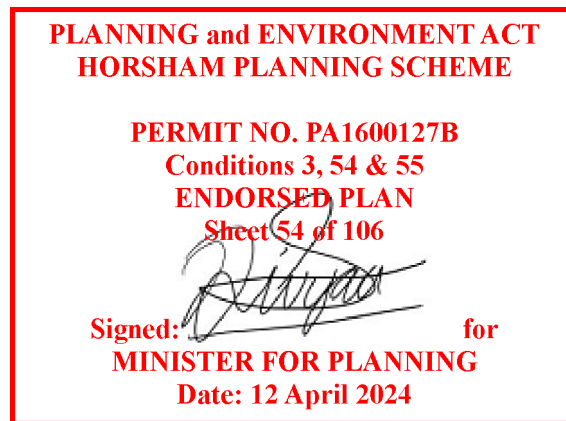 PLANNING and ENVIRONMENT ACT
HORSHAM PLANNING SCHEME
PERMIT NO. PA1600127B
Conditions 3, 54 & 55
ENDORSED PLAN
Sheet 54 of 106
Signed: for
MINISTER FOR PLANNING
Date: 12 April 2024